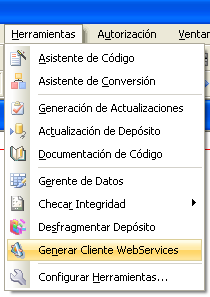 Herramientas Autorización Ventar
Asistente de Código
Asistente de Conversión
Generación de Actualizaciones
Actualización de Depósito
Documentación de Código
Gerente de Datos
Checar Integridad
Desfragmentar Depósito
Generar Cliente WebServices
Configurar Herramientas...